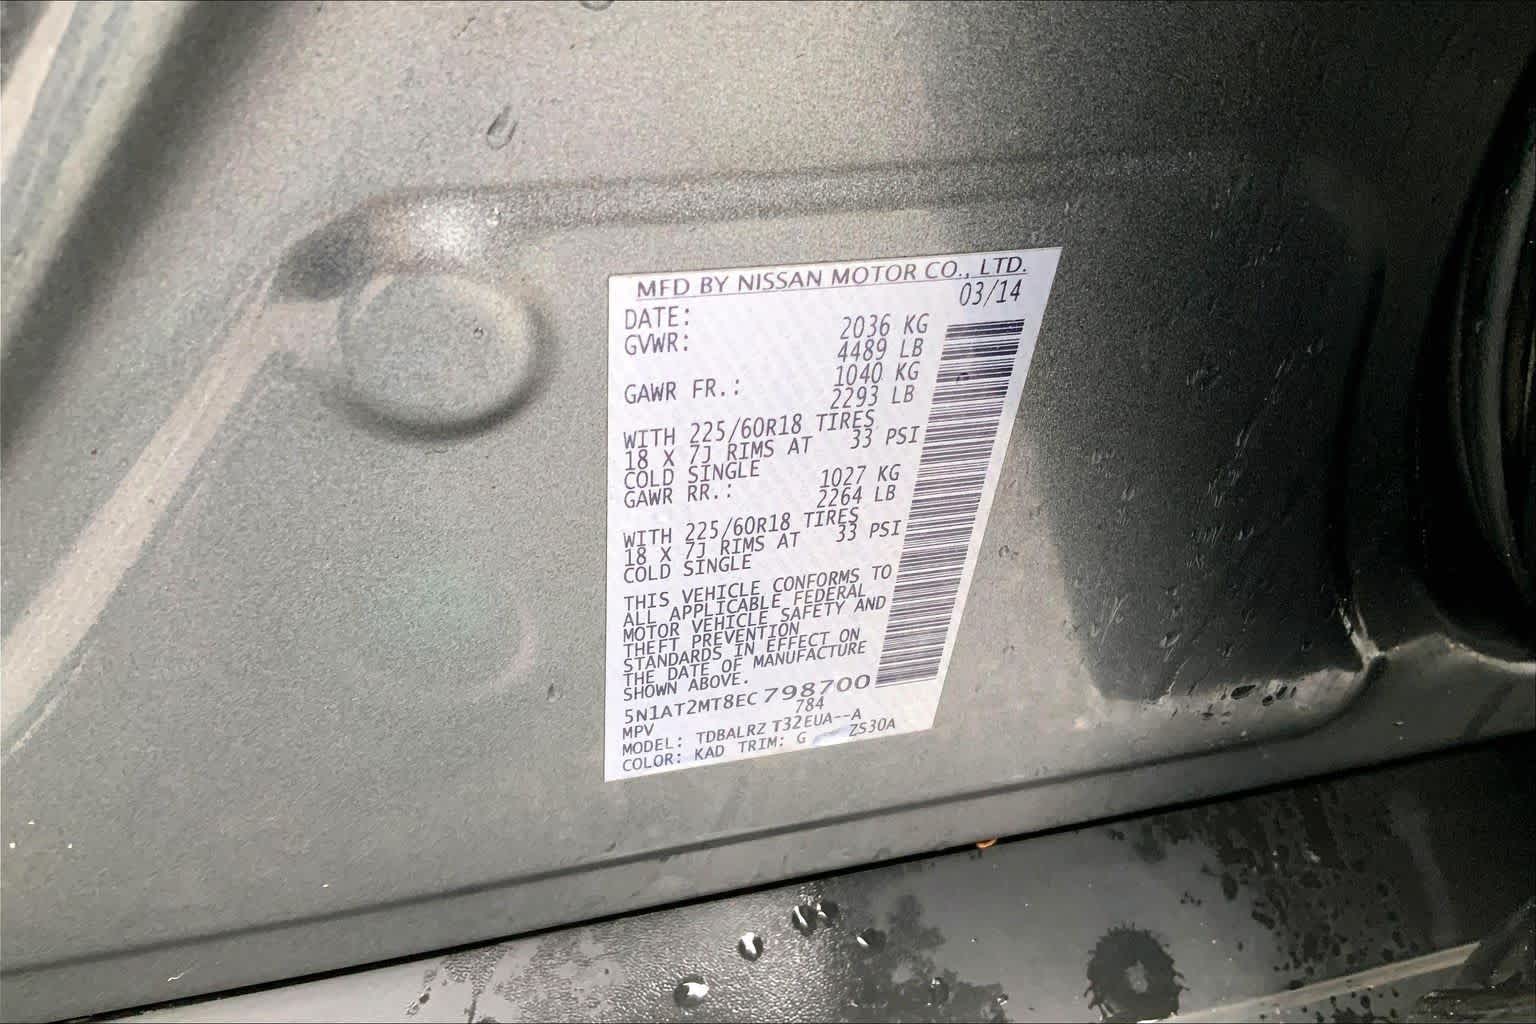 MFD BY NISSAN MOTOR CO., LTD.
DATE: 03/14
GVWR: 2036 KG
4489 LB
GAWR FR.: 1040 KG
2293 LB
WITH 225/60R18 TIRES
18 X 7J RIMS AT 33 PSI
COLD SINGLE
GAWR RR.: 1027 KG
2264 LB
WITH 225/60R18 TIRES
18 X 7J RIMS AT 33 PSI
COLD SINGLE
THIS VEHICLE CONFORMS TO
ALL APPLICABLE FEDERAL
MOTOR VEHICLE SAFETY AND
THEFT PREVENTION
STANDARDS IN EFFECT ON
THE DATE OF MANUFACTURE
SHOWN ABOVE.
5N1AT2MT8EC798700
MPV 784
MODEL: TDBALRZ T32EUA--A
COLOR: KAD TRIM: G ZS30A